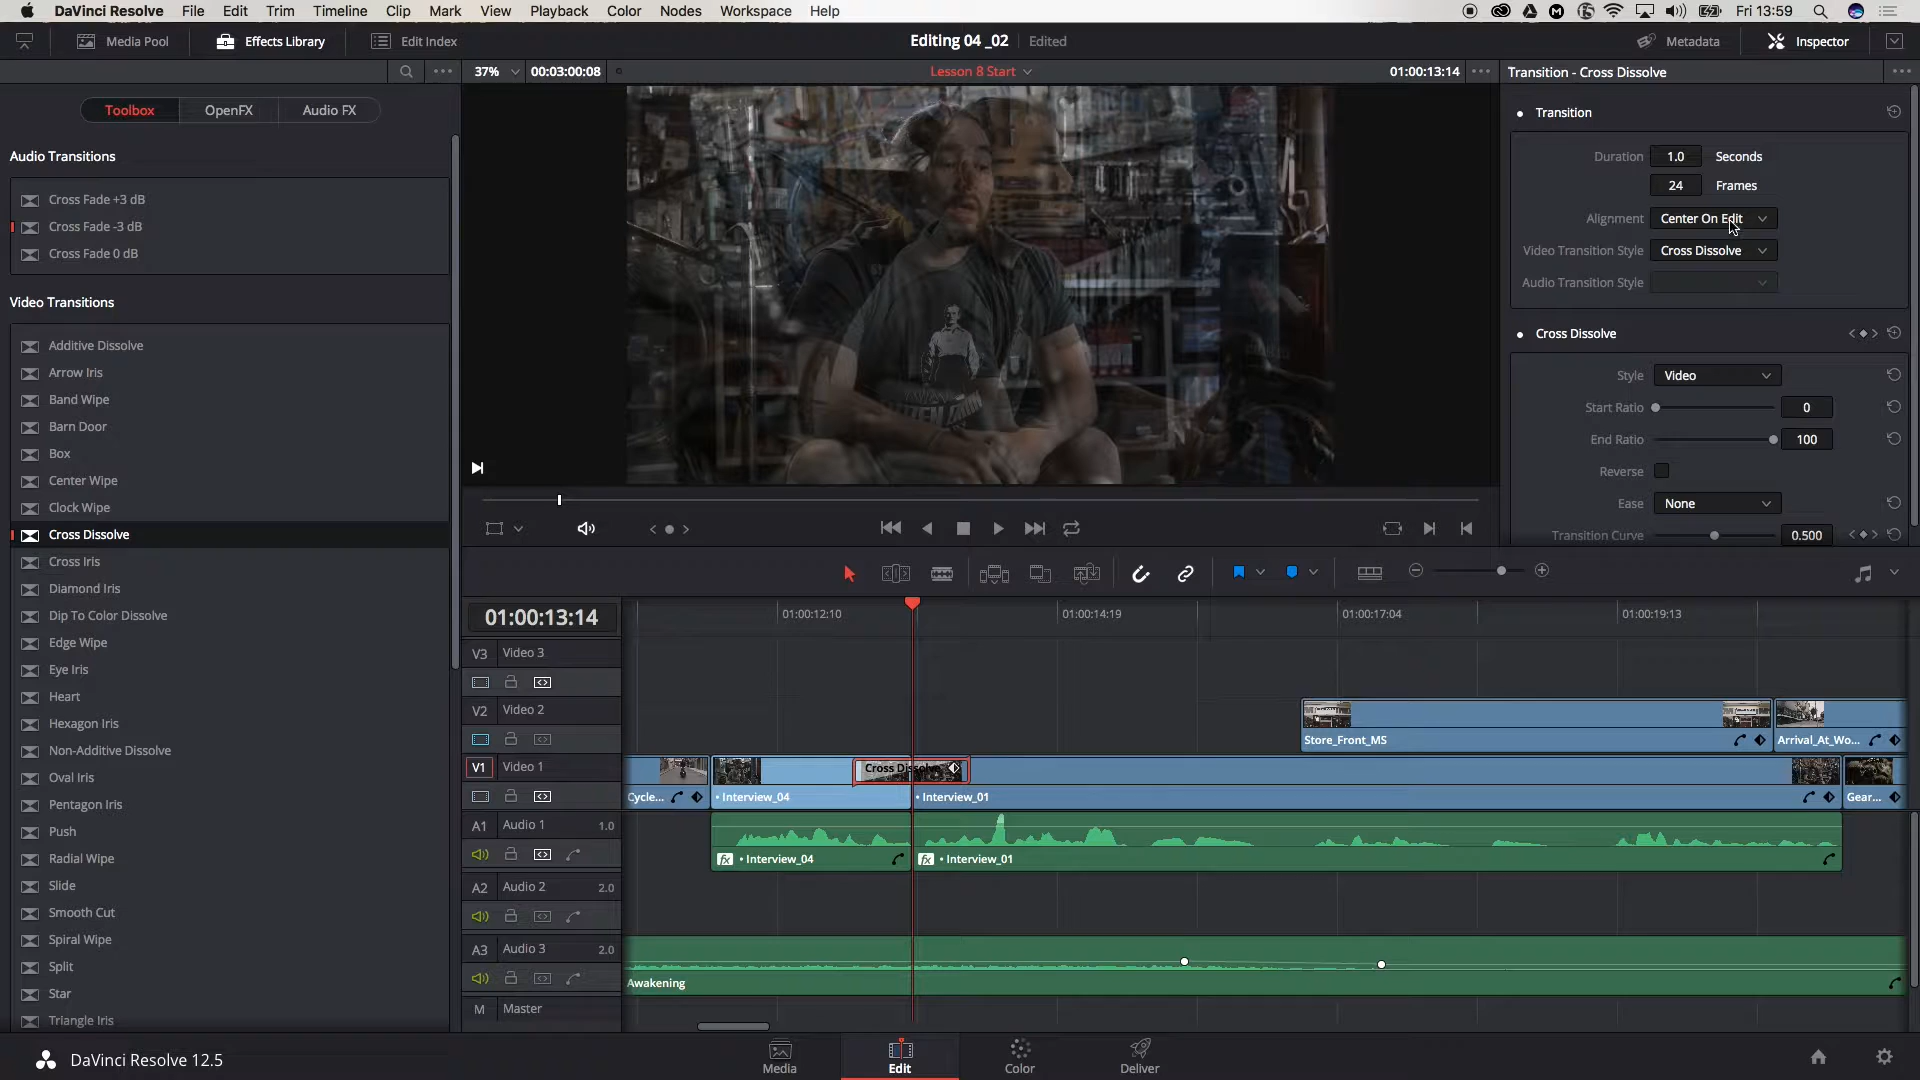 DaVinci Resolve File Edit Trim Timeline Clip Mark View Playback Color Nodes Workspace Help
Fri 13:59
Media Pool Effects Library Edit Index
Editing 04 _02 Edited
Metadata Inspector
37% 00:03:00:08
Lesson 8 Start
01:00:13:14
Transition - Cross Dissolve
Toolbox OpenFX Audio FX
Audio Transitions
Cross Fade +3 dB
Cross Fade -3 dB
Cross Fade 0 dB
Video Transitions
Additive Dissolve
Arrow Iris
Band Wipe
Barn Door
Box
Center Wipe
Clock Wipe
Cross Dissolve
Cross Iris
Diamond Iris
Dip To Color Dissolve
Edge Wipe
Eye Iris
Heart
Hexagon Iris
Non-Additive Dissolve
Oval Iris
Pentagon Iris
Push
Radial Wipe
Slide
Smooth Cut
Spiral Wipe
Split
Star
Triangle Iris
Transition
Duration 1.0 Seconds
24 Frames
Alignment Center On Edit
Video Transition Style Cross Dissolve
Audio Transition Style
Cross Dissolve
Style Video
Start Ratio 0
End Ratio 100
Reverse
Ease None
Transition Curve 0.500
01:00:13:14
01:00:12:10 01:00:14:19 01:00:17:04 01:00:19:13
V3 Video 3
V2 Video 2
Store_Front_MS
Arrival_At_Wo...
V1 Video 1
Cross Dissolve
Cycle...
Interview_04
Interview_01
Gear...
A1 Audio 1 1.0
fx Interview_04
fx Interview_01
A2 Audio 2 2.0
A3 Audio 3 2.0
Awakening
M Master
DaVinci Resolve 12.5
Media Edit Color Deliver